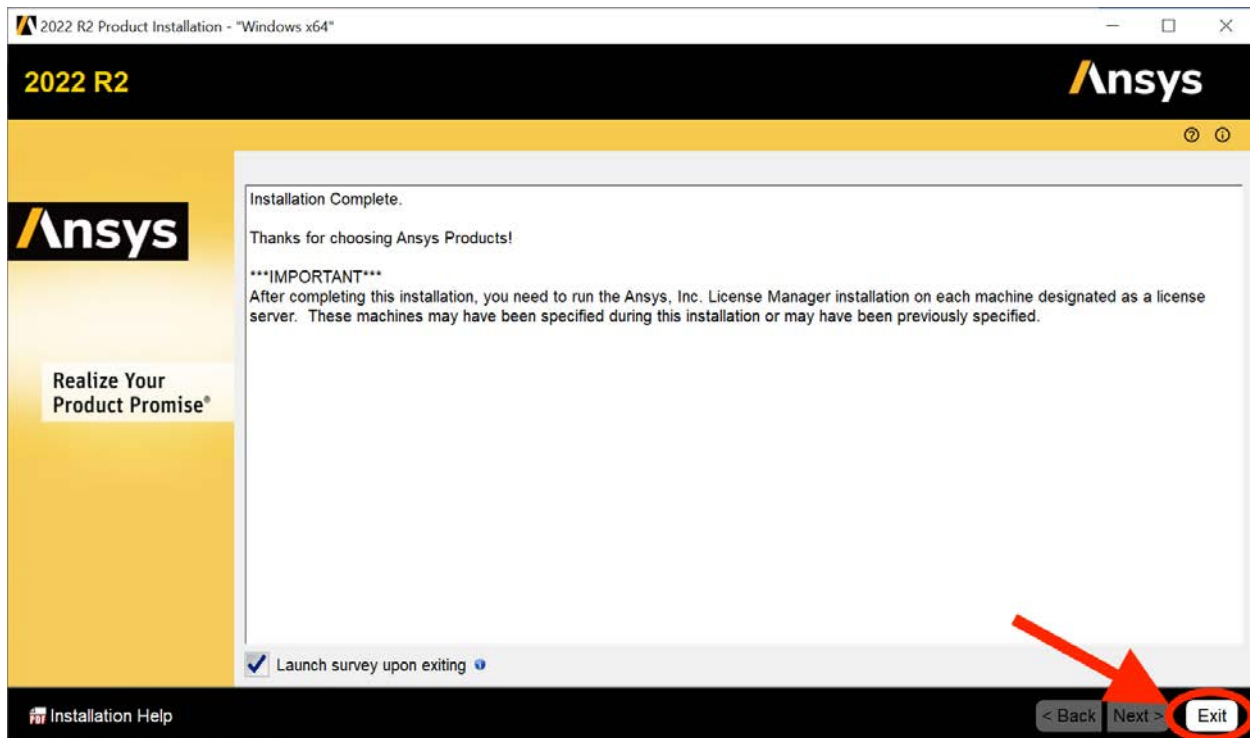 2022 R2 Product Installation - "Windows x64"
2022 R2
Ansys
Ansys
Installation Complete.
Thanks for choosing Ansys Products!
***IMPORTANT***
After completing this installation, you need to run the Ansys, Inc. License Manager installation on each machine designated as a license
server.  These machines may have been specified during this installation or may have been previously specified.
Realize Your
Product Promise®
Launch survey upon exiting
Installation Help
< Back Next > Exit